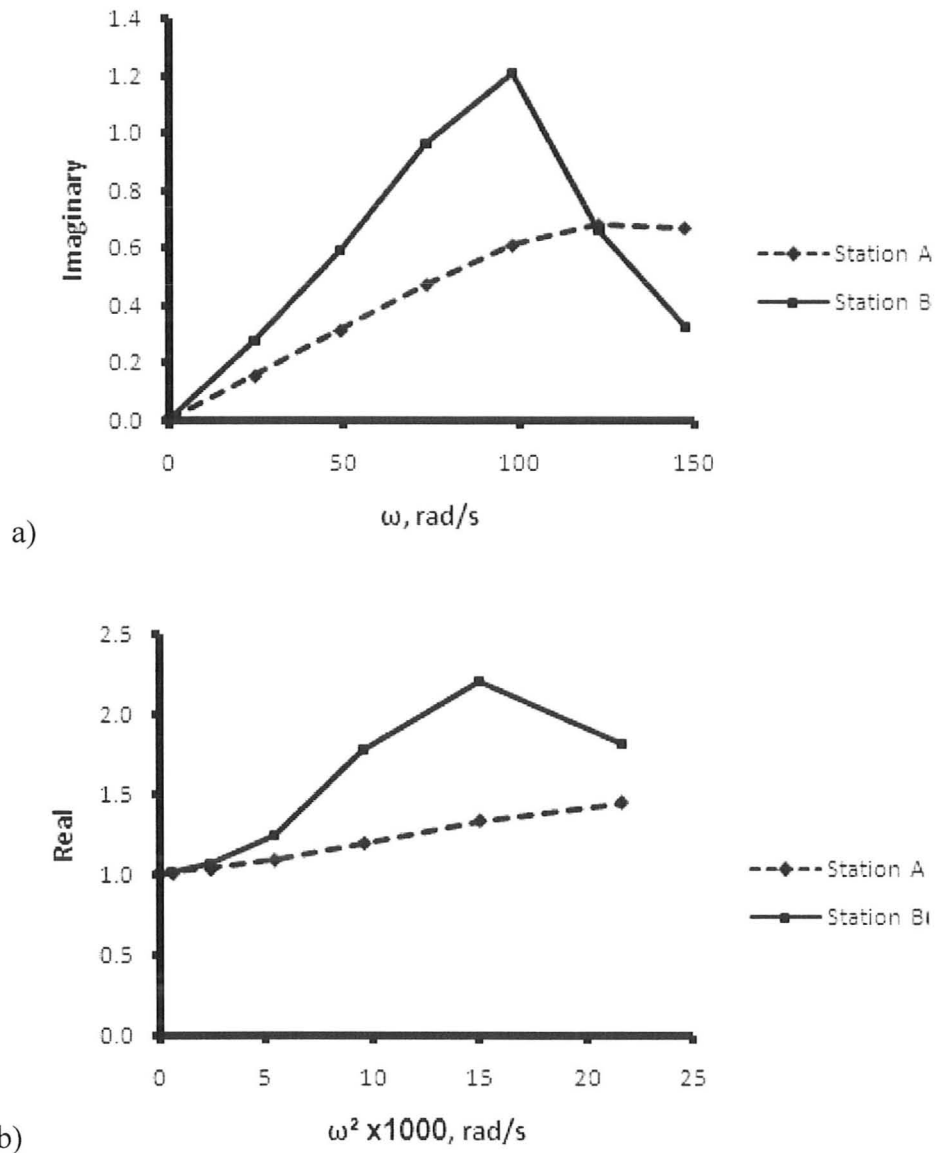 1.4
1.2
1.0
0.8
0.6
0.4
0.2
0.0
Imaginary
0 50 100 150
ω, rad/s
Station A
Station B
a)
2.5
2.0
1.5
1.0
0.5
0.0
Real
0 5 10 15 20 25
ω² x1000, rad/s
Station A
Station B
b)